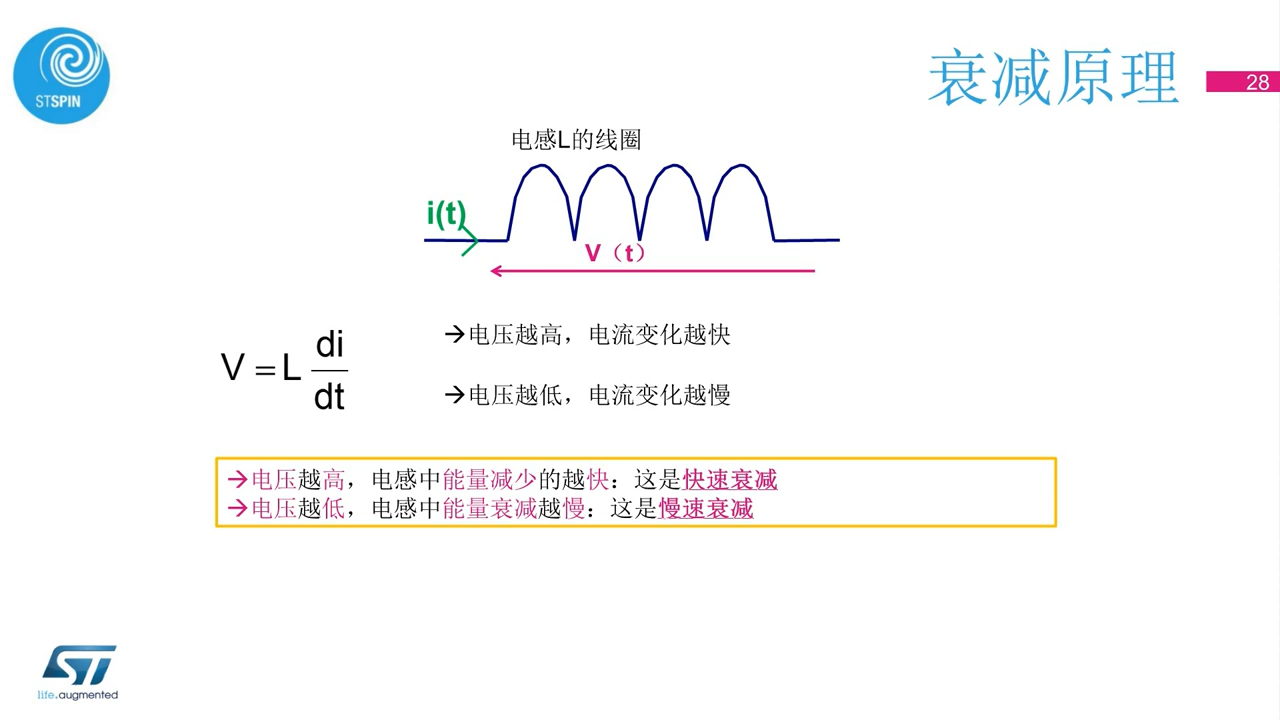 STSPIN
衰减原理
28
电感L的线圈
i(t)
V（t）
V = L di
dt
→电压越高，电流变化越快
→电压越低，电流变化越慢
→电压越高，电感中能量减少的越快：这是快速衰减
→电压越低，电感中能量衰减越慢：这是慢速衰减
ST
life.augmented